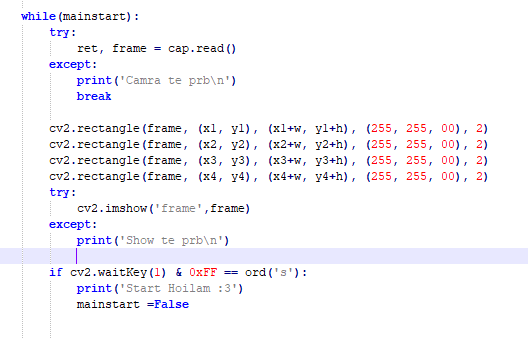 while(mainstart):
try:
ret, frame = cap.read()
except:
print('Camra te prb\n')
break
cv2.rectangle(frame, (x1, y1), (x1+w, y1+h), (255, 255, 00), 2)
cv2.rectangle(frame, (x2, y2), (x2+w, y2+h), (255, 255, 00), 2)
cv2.rectangle(frame, (x3, y3), (x3+w, y3+h), (255, 255, 00), 2)
cv2.rectangle(frame, (x4, y4), (x4+w, y4+h), (255, 255, 00), 2)
try:
cv2.imshow('frame',frame)
except:
print('Show te prb\n')
if cv2.waitKey(1) & 0xFF == ord('s'):
print('Start Hoilam :3')
mainstart =False